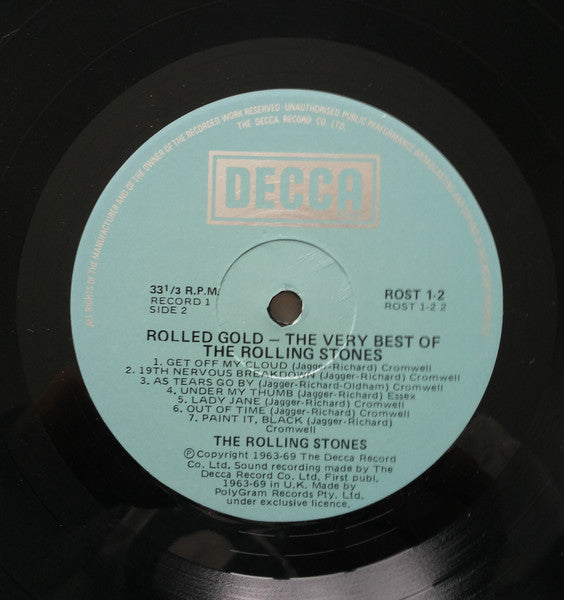 ALL RIGHTS OF THE MANUFACTURER AND OF THE OWNER OF THE RECORDED WORK RESERVED UNAUTHORISED PUBLIC PERFORMANCE BROADCASTING AND
THE DECCA RECORD CO. LTD.
DECCA
33 1/3 R.P.M.
RECORD 1
SIDE 2
ROST 1-2
ROST 1-2 2
ROLLED GOLD – THE VERY BEST OF
THE ROLLING STONES
1. GET OFF MY CLOUD (Jagger-Richard) Cromwell
2. 19TH NERVOUS BREAKDOWN (Jagger-Richard) Cromwell
3. AS TEARS GO BY (Jagger-Richard-Oldham) Cromwell
4. UNDER MY THUMB (Jagger-Richard) Essex
5. LADY JANE (Jagger-Richard) Cromwell
6. OUT OF TIME (Jagger-Richard) Cromwell
7. PAINT IT, BLACK (Jagger-Richard)
Cromwell
THE ROLLING STONES
Ⓟ Copyright 1963-69 The Decca Record
Co. Ltd. Sound recording made by The
Decca Record Co. Ltd. First publ.
1963-69 in U.K. Made by
PolyGram Records Pty. Ltd.
under exclusive licence.